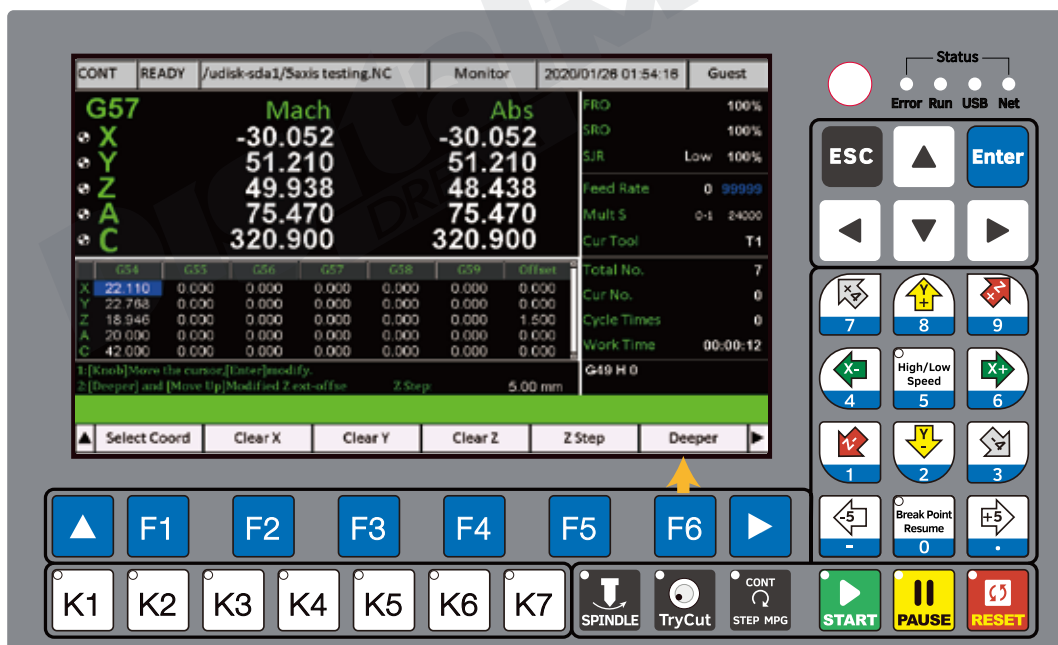 Status
Error Run USB Net
CONT READY /udisk-sda1/5axis testing.NC Monitor 2020/01/26 01:54:16 Guest
G57 Mach Abs
X -30.052 -30.052
Y 51.210 51.210
Z 49.938 48.438
A 75.470 75.470
C 320.900 320.900
FRO 100%
SRO 100%
SJR Low 100%
Feed Rate 0 99999
Mult S 0-1 24000
Cur Tool T1
Total No. 7
Cur No. 0
Cycle Times 0
Work Time 00:00:12
G49 H 0
G54 G55 G56 G57 G58 G59 Offset
X 22.110 0.000 0.000 0.000 0.000 0.000 0.000
Y 22.768 0.000 0.000 0.000 0.000 0.000 0.000
Z 18.946 0.000 0.000 0.000 0.000 0.000 1.500
A 20.000 0.000 0.000 0.000 0.000 0.000 0.000
C 42.000 0.000 0.000 0.000 0.000 0.000 0.000
1:[Knob]Move the cursor,[Enter]modify.
2:[Deeper] and [Move Up]Modified Z ext-offse Z Step: 5.00 mm
Select Coord Clear X Clear Y Clear Z Z Step Deeper
ESC Enter
7 Y+ 8 9
X- 4 High/Low Speed 5 X+ 6
1 Y- 2 3
-5 - Break Point Resume 0 +5 .
F1 F2 F3 F4 F5 F6
K1 K2 K3 K4 K5 K6 K7
SPINDLE TryCut CONT STEP MPG START PAUSE RESET